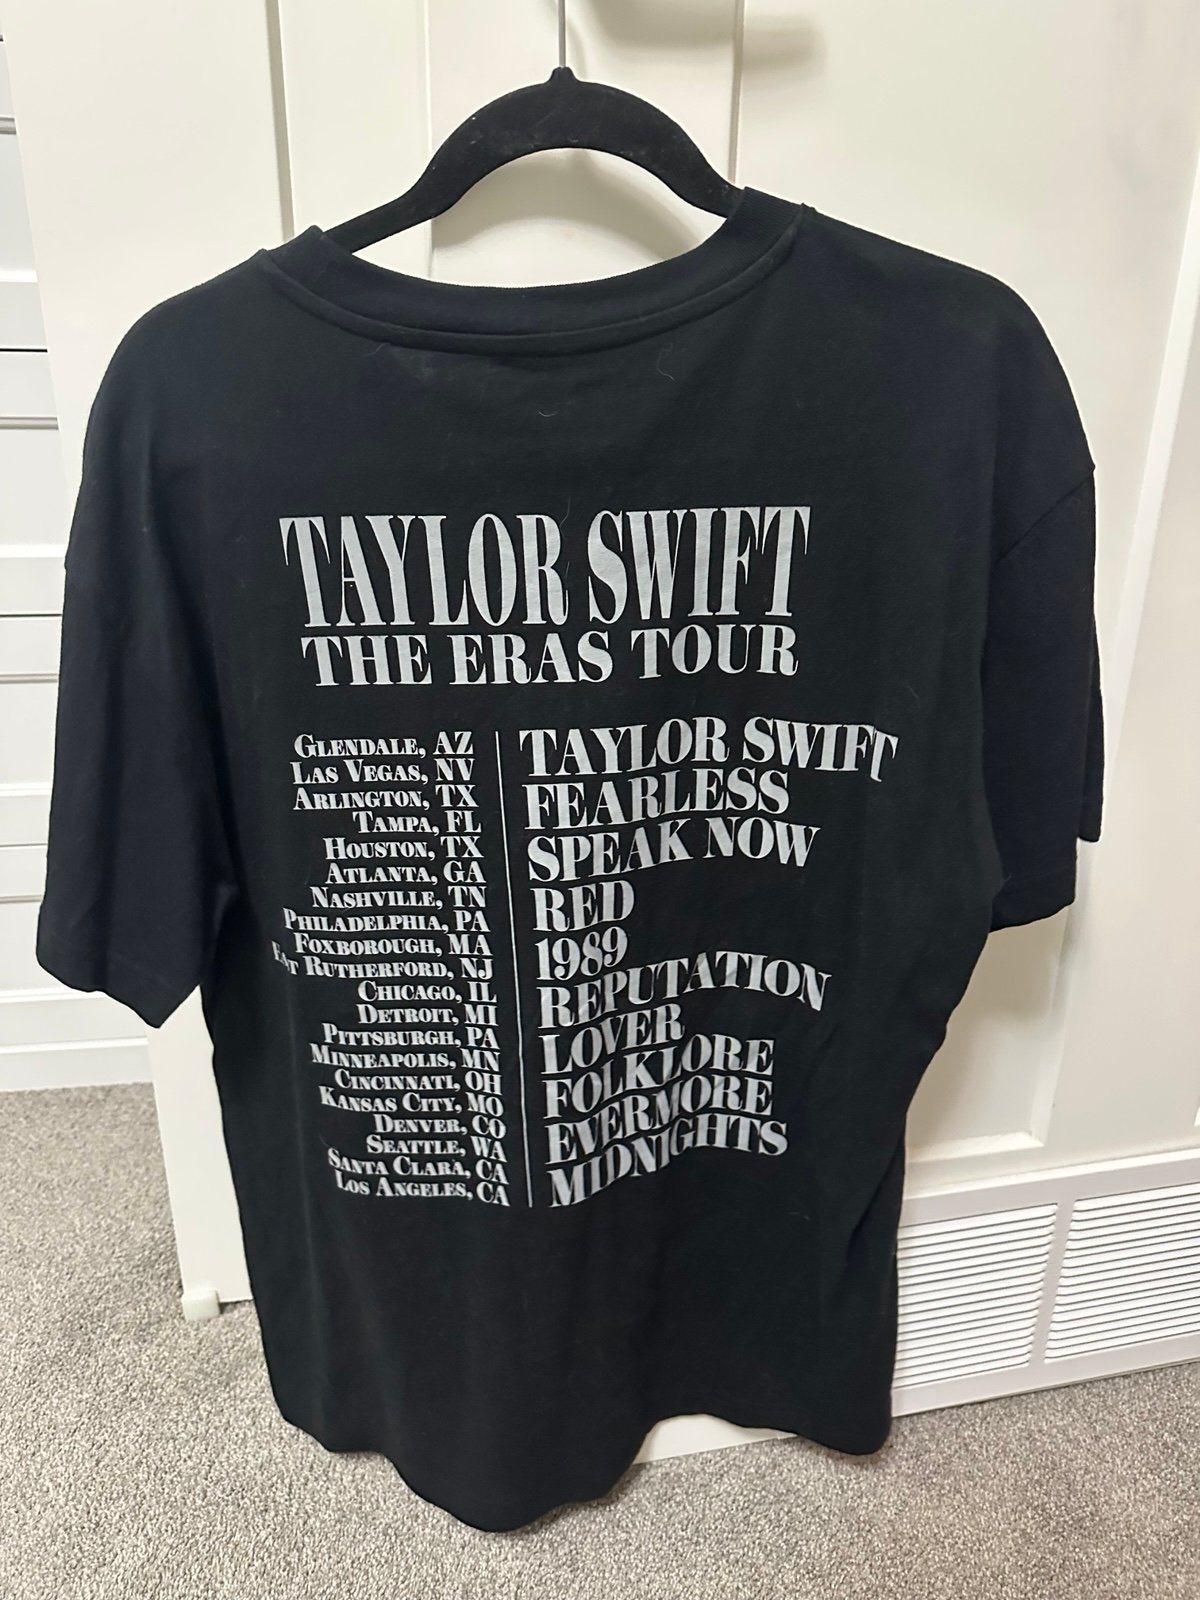 TAYLOR SWIFT
THE ERAS TOUR
GLENDALE, AZ
LAS VEGAS, NV
ARLINGTON, TX
TAMPA, FL
HOUSTON, TX
ATLANTA, GA
NASHVILLE, TN
PHILADELPHIA, PA
FOXBOROUGH, MA
EAST RUTHERFORD, NJ
CHICAGO, IL
DETROIT, MI
PITTSBURGH, PA
MINNEAPOLIS, MN
CINCINNATI, OH
KANSAS CITY, MO
DENVER, CO
SEATTLE, WA
SANTA CLARA, CA
LOS ANGELES, CA
TAYLOR SWIFT
FEARLESS
SPEAK NOW
RED
1989
REPUTATION
LOVER
FOLKLORE
EVERMORE
MIDNIGHTS